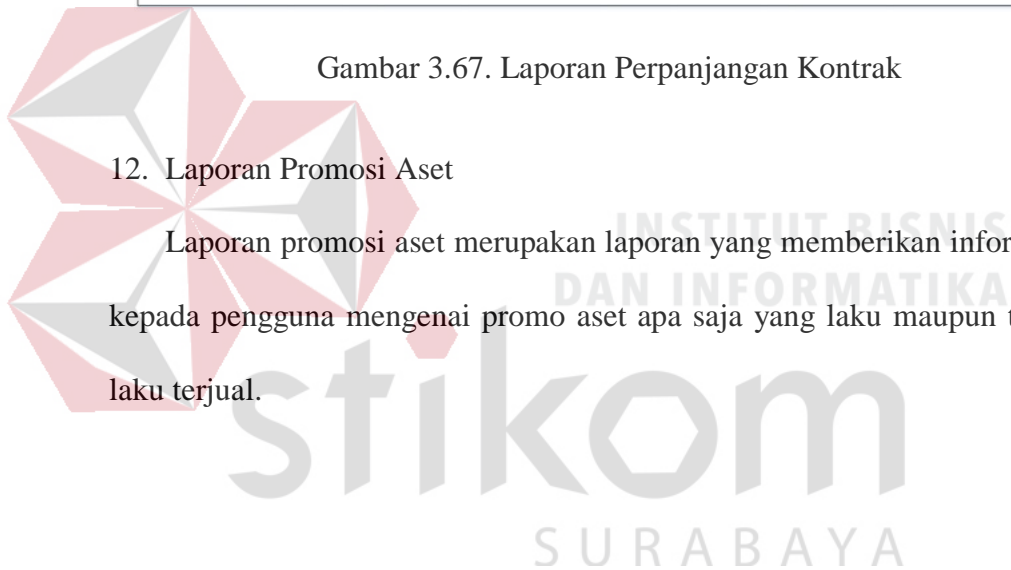 Gambar 3.67. Laporan Perpanjangan Kontrak
12. Laporan Promosi Aset
INSTITUT BISNIS
Laporan promosi aset merupakan laporan yang memberikan infor
DAN INFORMATIKA
kepada pengguna mengenai promo aset apa saja yang laku maupun t
laku terjual.
stikom
SURABAYA